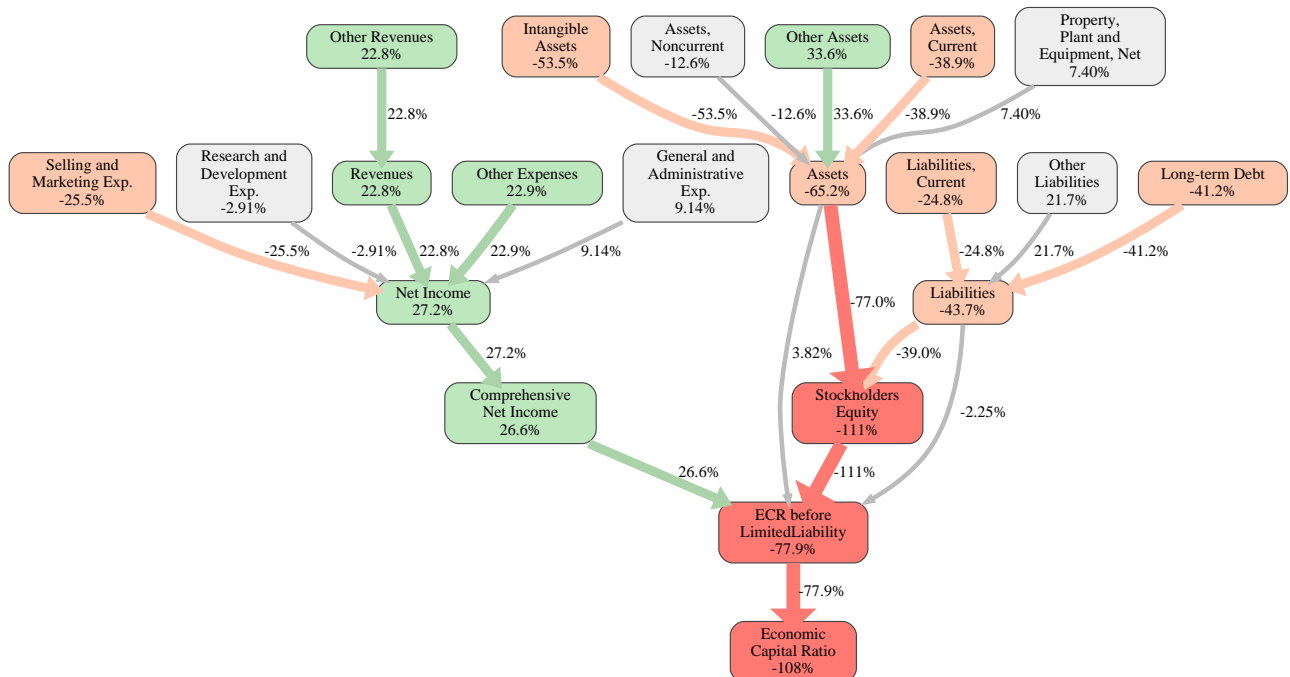 Other Revenues
22.8%
Intangible
Assets
-53.5%
Assets,
Noncurrent
-12.6%
Other Assets
33.6%
Assets,
Current
-38.9%
Property,
Plant and
Equipment, Net
7.40%
22.8%
-53.5%
-12.6%
33.6%
-38.9%
7.40%
Selling and
Marketing Exp.
-25.5%
Research and
Development
Exp.
-2.91%
Revenues
22.8%
Other Expenses
22.9%
General and
Administrative
Exp.
9.14%
Assets
-65.2%
Liabilities,
Current
-24.8%
Other
Liabilities
21.7%
Long-term Debt
-41.2%
-25.5%
-2.91%
22.8%
22.9%
9.14%
-24.8%
21.7%
-41.2%
Net Income
27.2%
-77.0%
Liabilities
-43.7%
27.2%
3.82%
-39.0%
-2.25%
Comprehensive
Net Income
26.6%
Stockholders
Equity
-111%
26.6%
-111%
ECR before
LimitedLiability
-77.9%
-77.9%
Economic
Capital Ratio
-108%